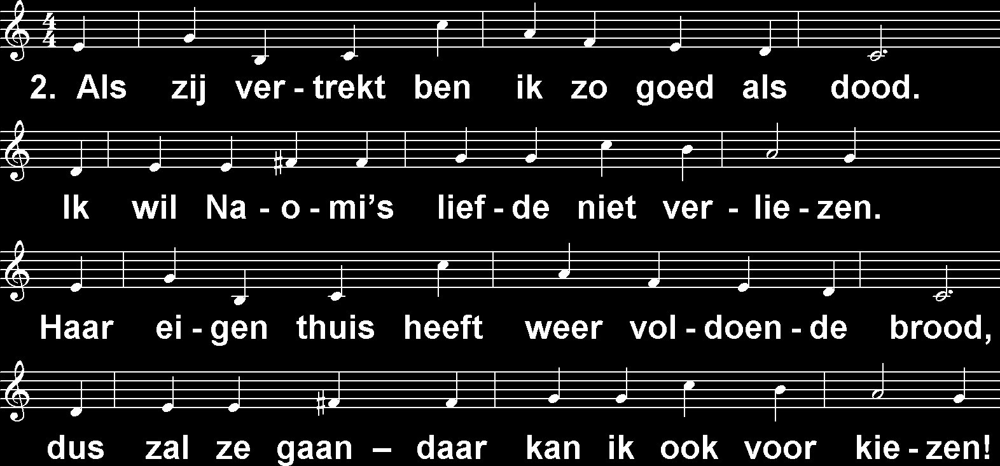 2. Als zij ver - trekt ben ik zo goed als dood.
Ik wil Na - o - mi’s lief - de niet ver - lie - zen.
Haar ei - gen thuis heeft weer vol - doen - de brood,
dus zal ze gaan – daar kan ik ook voor kie - zen!